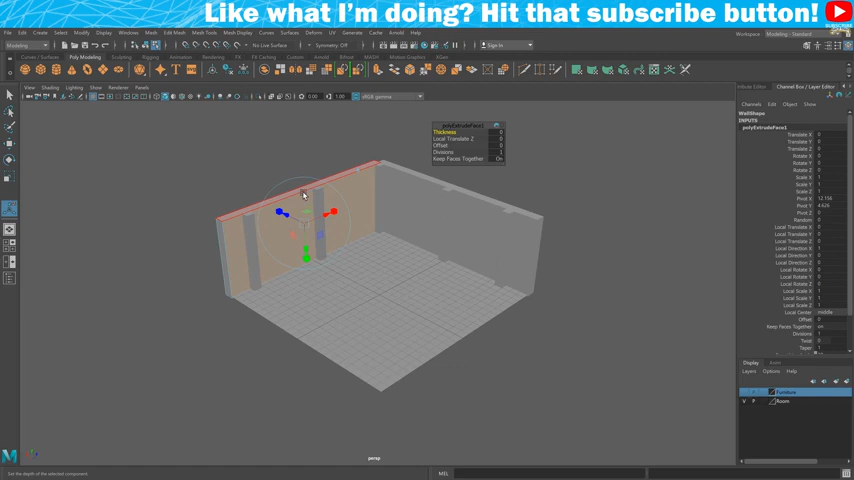 Like what I'm doing? Hit that subscribe button!
File Edit Create Select Modify Display Windows Mesh Edit Mesh Mesh Tools Mesh Display Curves Surfaces Deform UV Generate Cache Arnold Help
Workspace Modeling - Standard
Modeling
No Live Surface
Symmetry: Off
Sign In
Curves / Surfaces Poly Modeling Rigging Animation Rendering FX FX Caching Custom Arnold Bifrost MASH Motion Graphics XGen
View Shading Lighting Show Renderer Panels
0.00 1.00 sRGB gamma
polyExtrudeFace1
Thickness 0
Local Translate Z 0
Offset 0
Divisions 1
Keep Faces Together On
Channel Box / Layer Editor
Channels Edit Object Show
WallShape
INPUTS
polyExtrudeFace1
Translate X 0
Translate Y 0
Translate Z 0
Rotate X 0
Rotate Y 0
Rotate Z 0
Scale X 1
Scale Y 1
Scale Z 1
Pivot X 12.156
Pivot Y 4.626
Pivot Z 0
Random 0
Local Translate X 0
Local Translate Y 0
Local Translate Z 0
Local Direction X 1
Local Direction Y 0
Local Direction Z 0
Local Rotate X 0
Local Rotate Y 0
Local Rotate Z 0
Local Scale X 1
Local Scale Y 1
Local Scale Z 1
Local Center middle
Offset 0
Keep Faces Together on
Divisions 1
Twist 0
Taper 1
Display Anim
Layers Options Help
Furniture
V P Room
persp
Set the depth of the selected component.
MEL